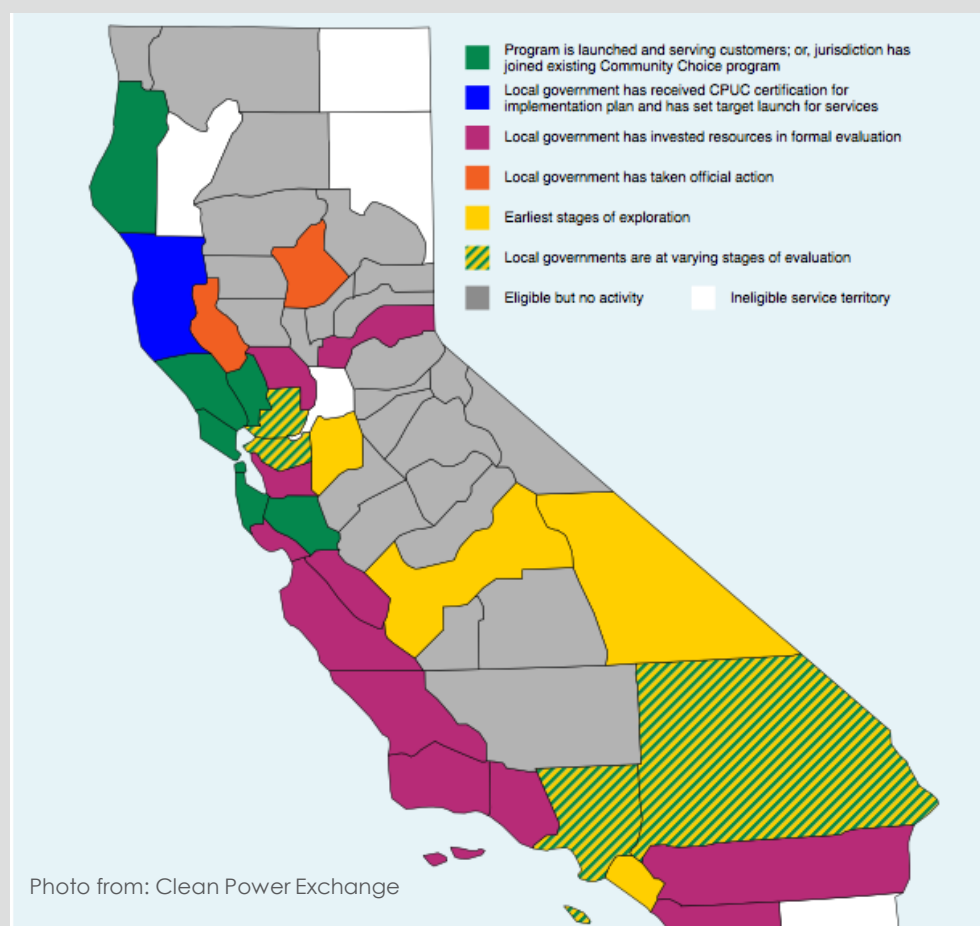 Program is launched and serving customers; or, jurisdiction has
joined existing Community Choice program
Local government has received CPUC certification for
implementation plan and has set target launch for services
Local government has invested resources in formal evaluation
Local government has taken official action
Earliest stages of exploration
Local governments are at varying stages of evaluation
Eligible but no activity
Ineligible service territory
Photo from: Clean Power Exchange